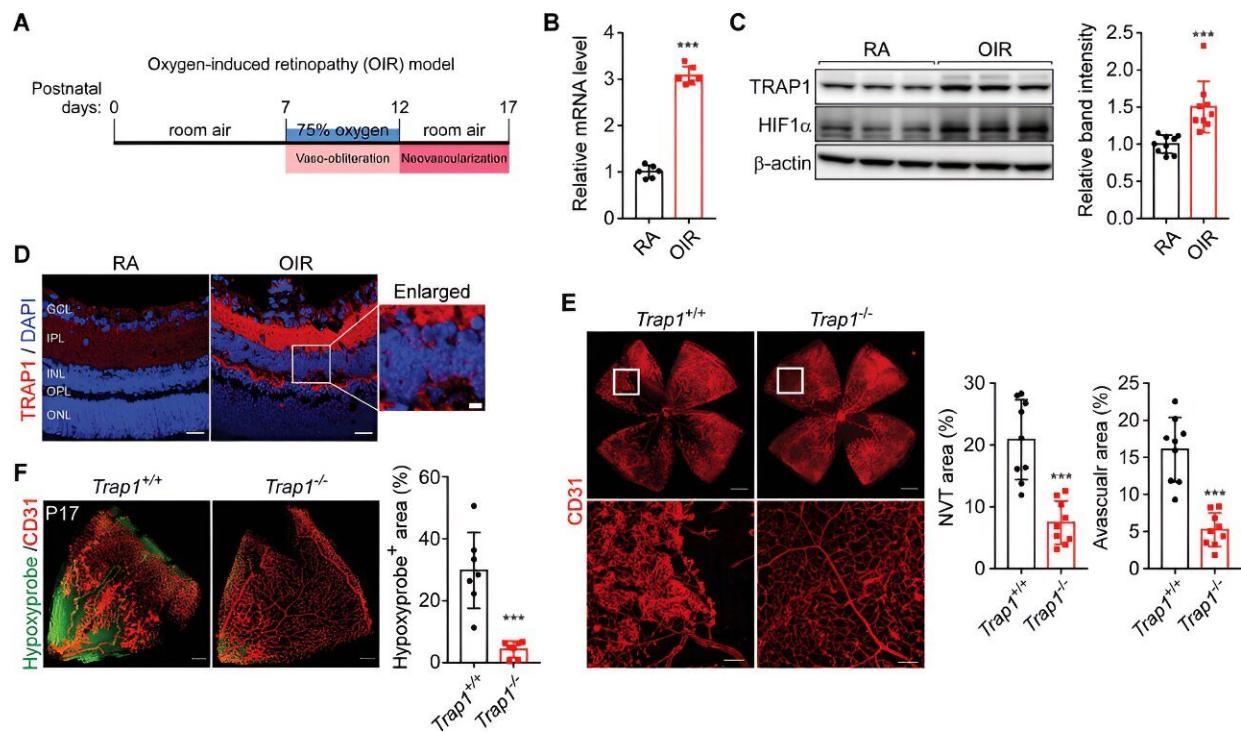 A
Oxygen-induced retinopathy (OIR) model
Postnatal days:
0
7
12
17
room air
75% oxygen
room air
Vaso-obliteration
Neovascularization
B
Relative mRNA level
4
3
2
1
0
RA
OIR
***
C
RA
OIR
TRAP1
HIF1α
β-actin
Relative band intensity
2.5
2.0
1.5
1.0
0.5
0.0
RA
OIR
***
D
RA
OIR
Enlarged
TRAP1 / DAPI
GCL
IPL
INL
OPL
ONL
E
Trap1+/+
Trap1-/-
CD31
NVT area (%)
30
20
10
0
Trap1+/+
Trap1-/-
***
Avascualr area (%)
25
20
15
10
5
0
Trap1+/+
Trap1-/-
***
F
Trap1+/+
Trap1-/-
P17
Hypoxyprobe /CD31
Hypoxyprobe+ area (%)
60
40
20
0
Trap1+/+
Trap1-/-
***